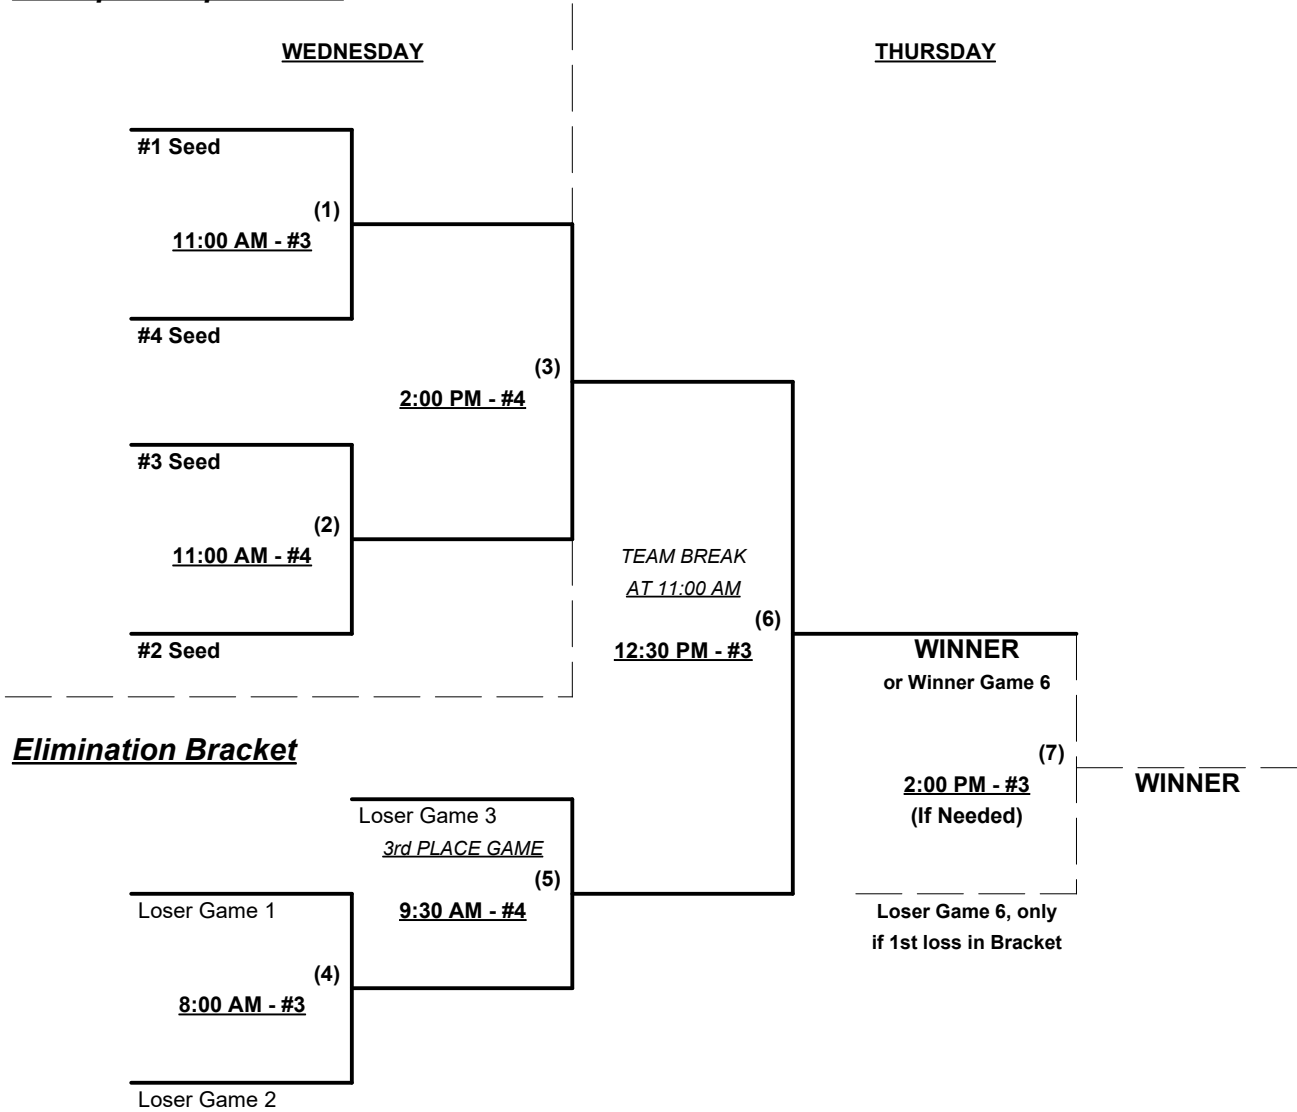 WEDNESDAY
THURSDAY
#1 Seed
(1)
11:00 AM - #3
#4 Seed
(3)
2:00 PM - #4
#3 Seed
(2)
11:00 AM - #4
#2 Seed
TEAM BREAK
AT 11:00 AM
(6)
12:30 PM - #3
WINNER
or Winner Game 6
(7)
2:00 PM - #3
(If Needed)
WINNER
Loser Game 6, only
if 1st loss in Bracket
Elimination Bracket
Loser Game 3
3rd PLACE GAME
(5)
9:30 AM - #4
Loser Game 1
(4)
8:00 AM - #3
Loser Game 2